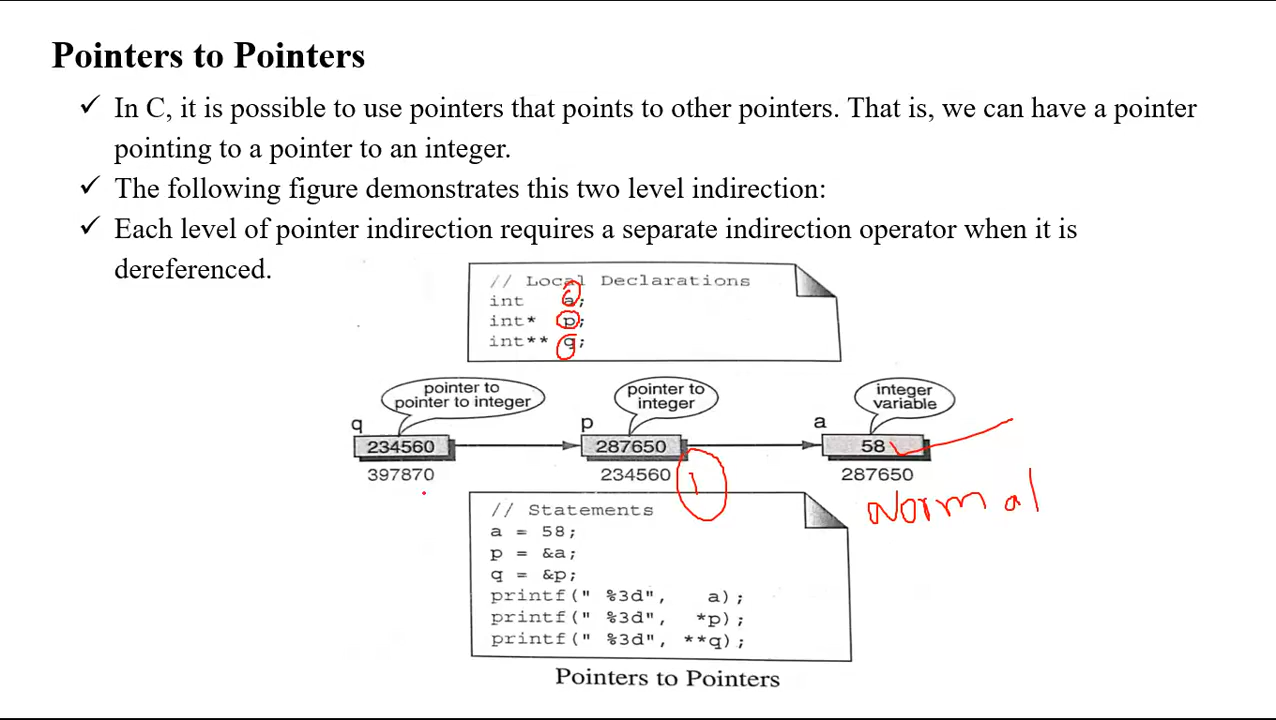 Pointers to Pointers
✓ In C, it is possible to use pointers that points to other pointers. That is, we can have a pointer
pointing to a pointer to an integer.
✓ The following figure demonstrates this two level indirection:
✓ Each level of pointer indirection requires a separate indirection operator when it is
dereferenced.
// Local Declarations
int a;
int* p;
int** q;
pointer to
pointer to integer
pointer to
integer
integer
variable
q
p
a
234560
287650
58
397870
234560
1
287650
Normal
// Statements
a = 58;
p = &a;
q = &p;
printf(" %3d", a);
printf(" %3d", *p);
printf(" %3d", **q);
Pointers to Pointers